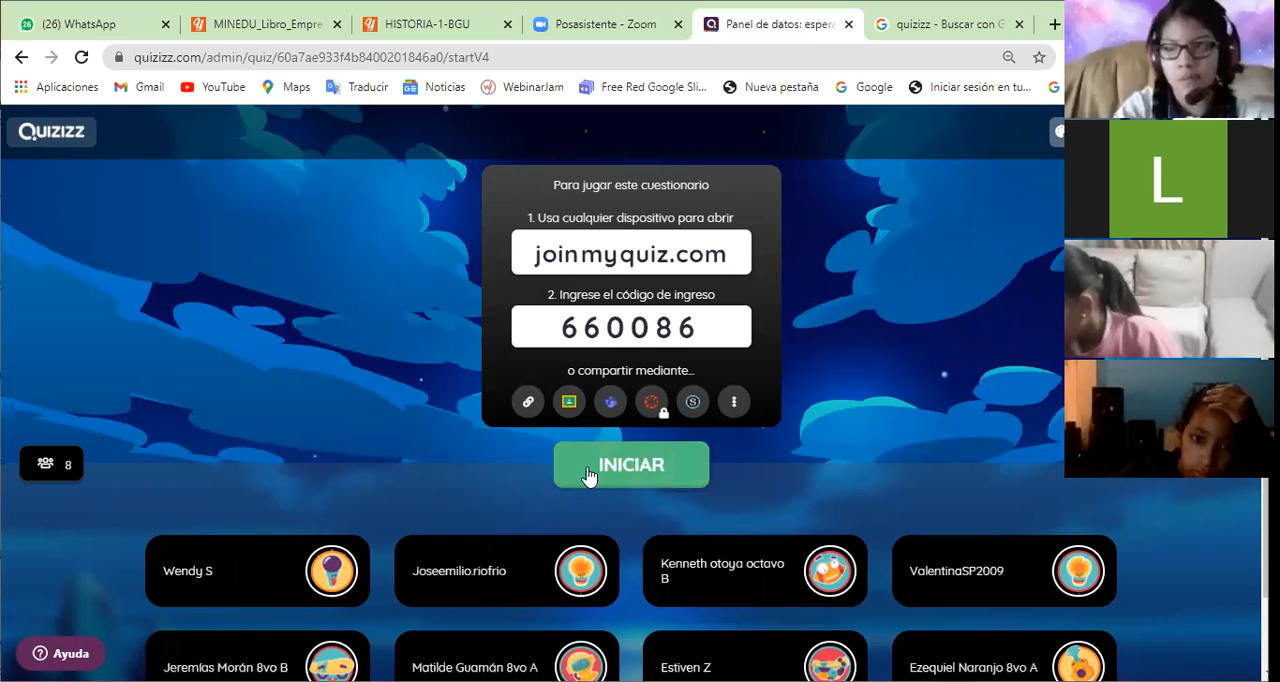 (26) WhatsApp
MINEDU_Libro_Empre
HISTORIA-1-BGU
Posasistente - Zoom
Panel de datos: espera
quizizz - Buscar con G
quizizz.com/admin/quiz/60a7ae933f4b8400201846a0/startV4
Aplicaciones
Gmail
YouTube
Maps
Traducir
Noticias
WebinarJam
Free Red Google Sli...
Nueva pestaña
Google
Iniciar sesión en tu...
Quizizz
Para jugar este cuestionario
1. Usa cualquier dispositivo para abrir
joinmyquiz.com
2. Ingrese el código de ingreso
660086
o compartir mediante...
L
8
INICIAR
Wendy S
Joseemilio.riofrio
Kenneth otoya octavo
B
ValentinaSP2009
Jeremías Morán 8vo B
Matilde Guamán 8vo A
Estiven Z
Ezequiel Naranjo 8vo A
Ayuda